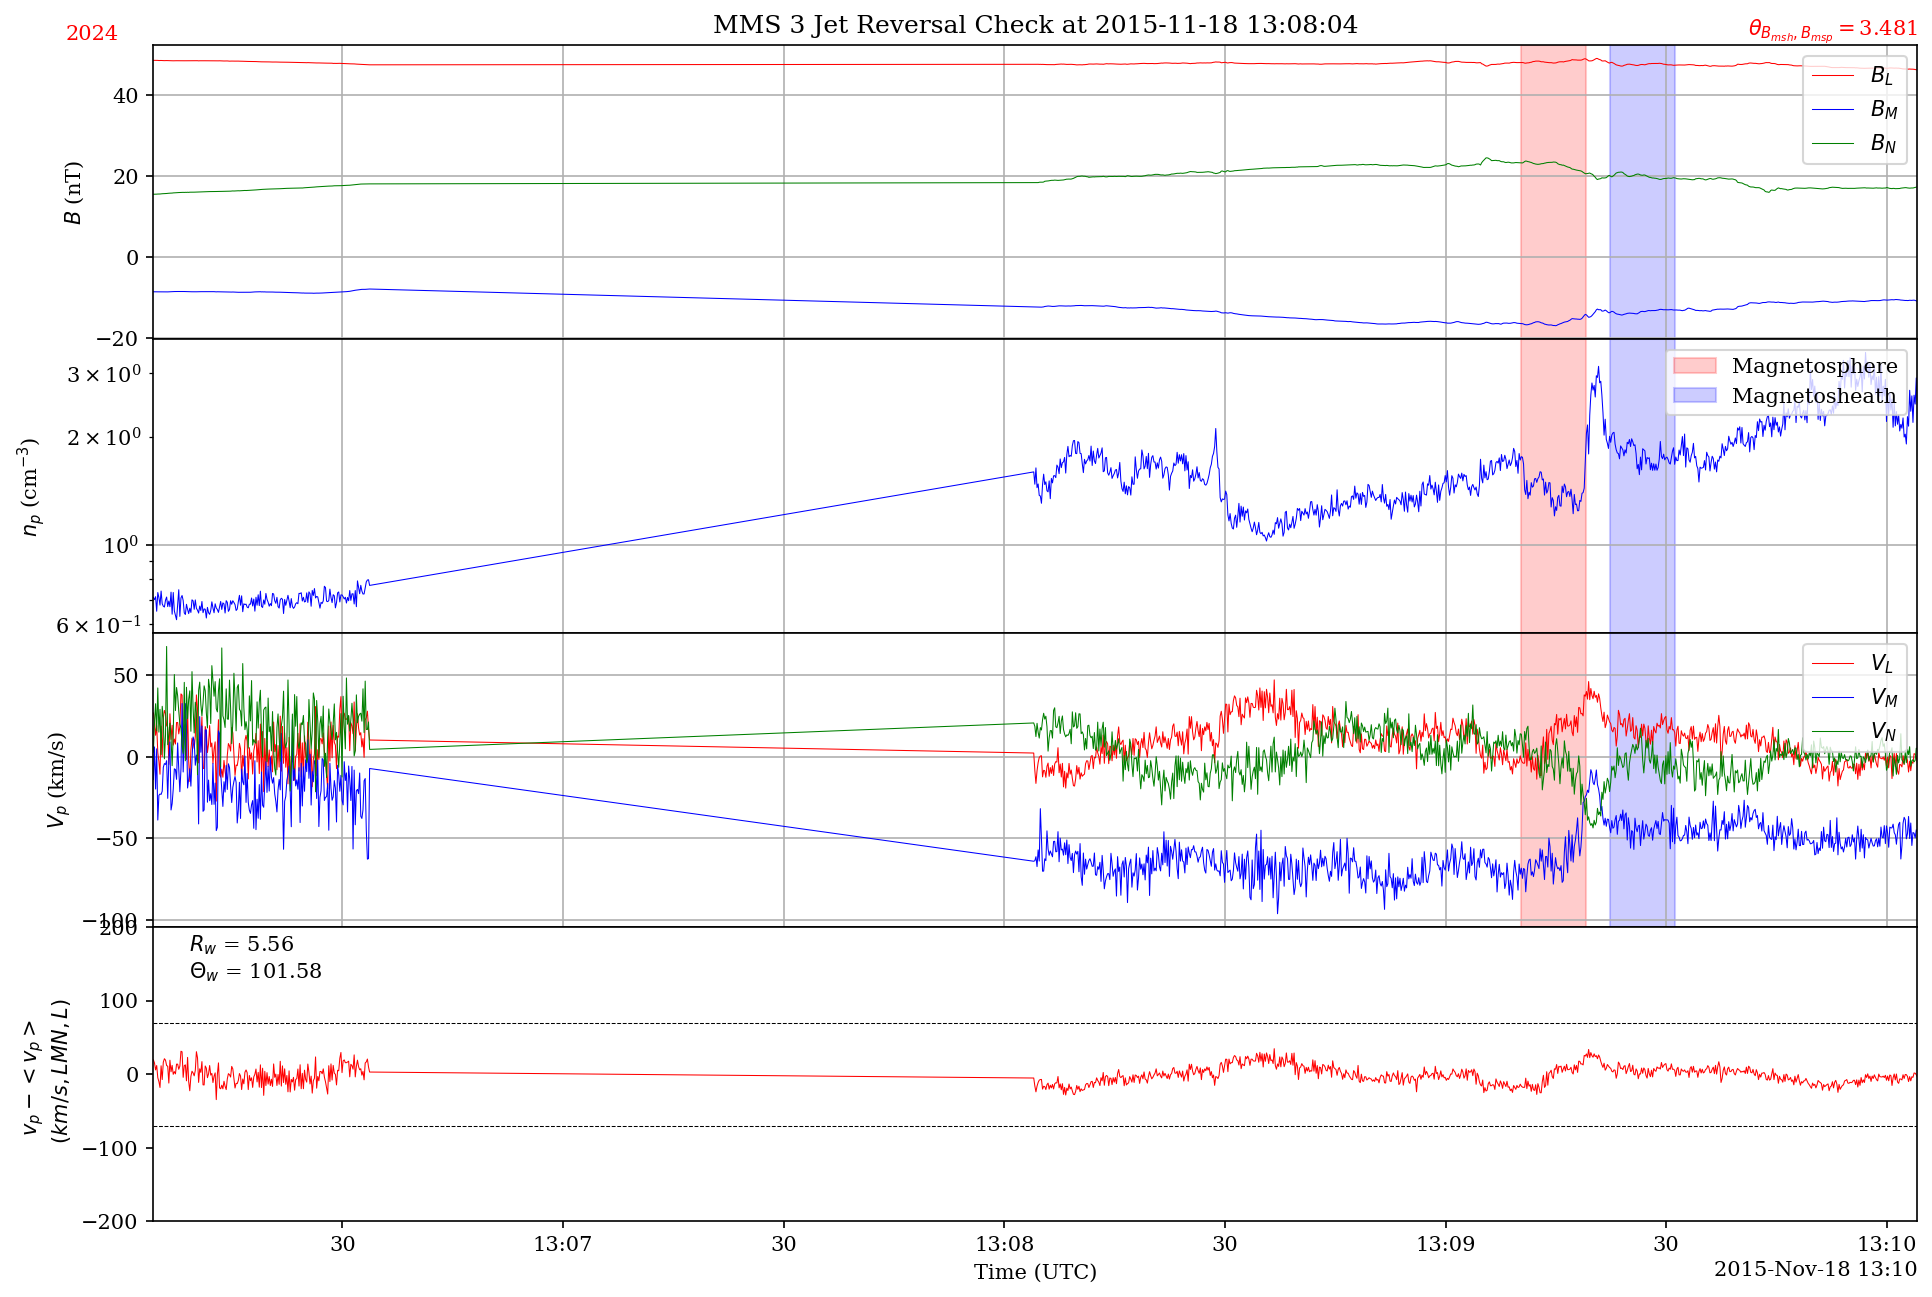 MMS 3 Jet Reversal Check at 2015-11-18 13:08:04
2024
θ_{B_{msh}, B_{msp}} = 3.481
B (nT)
40
20
0
−20
B_L
B_M
B_N
n_p (cm⁻³)
3 × 10⁰
2 × 10⁰
10⁰
6 × 10⁻¹
Magnetosphere
Magnetosheath
V_p (km/s)
50
0
−50
−100
V_L
V_M
V_N
v_p − < v_p >
(km/s, LMN, L)
200
100
0
−100
−200
R_w = 5.56
Θ_w = 101.58
30 13:07 30 13:08 30 13:09 30 13:10
Time (UTC)
2015-Nov-18 13:10